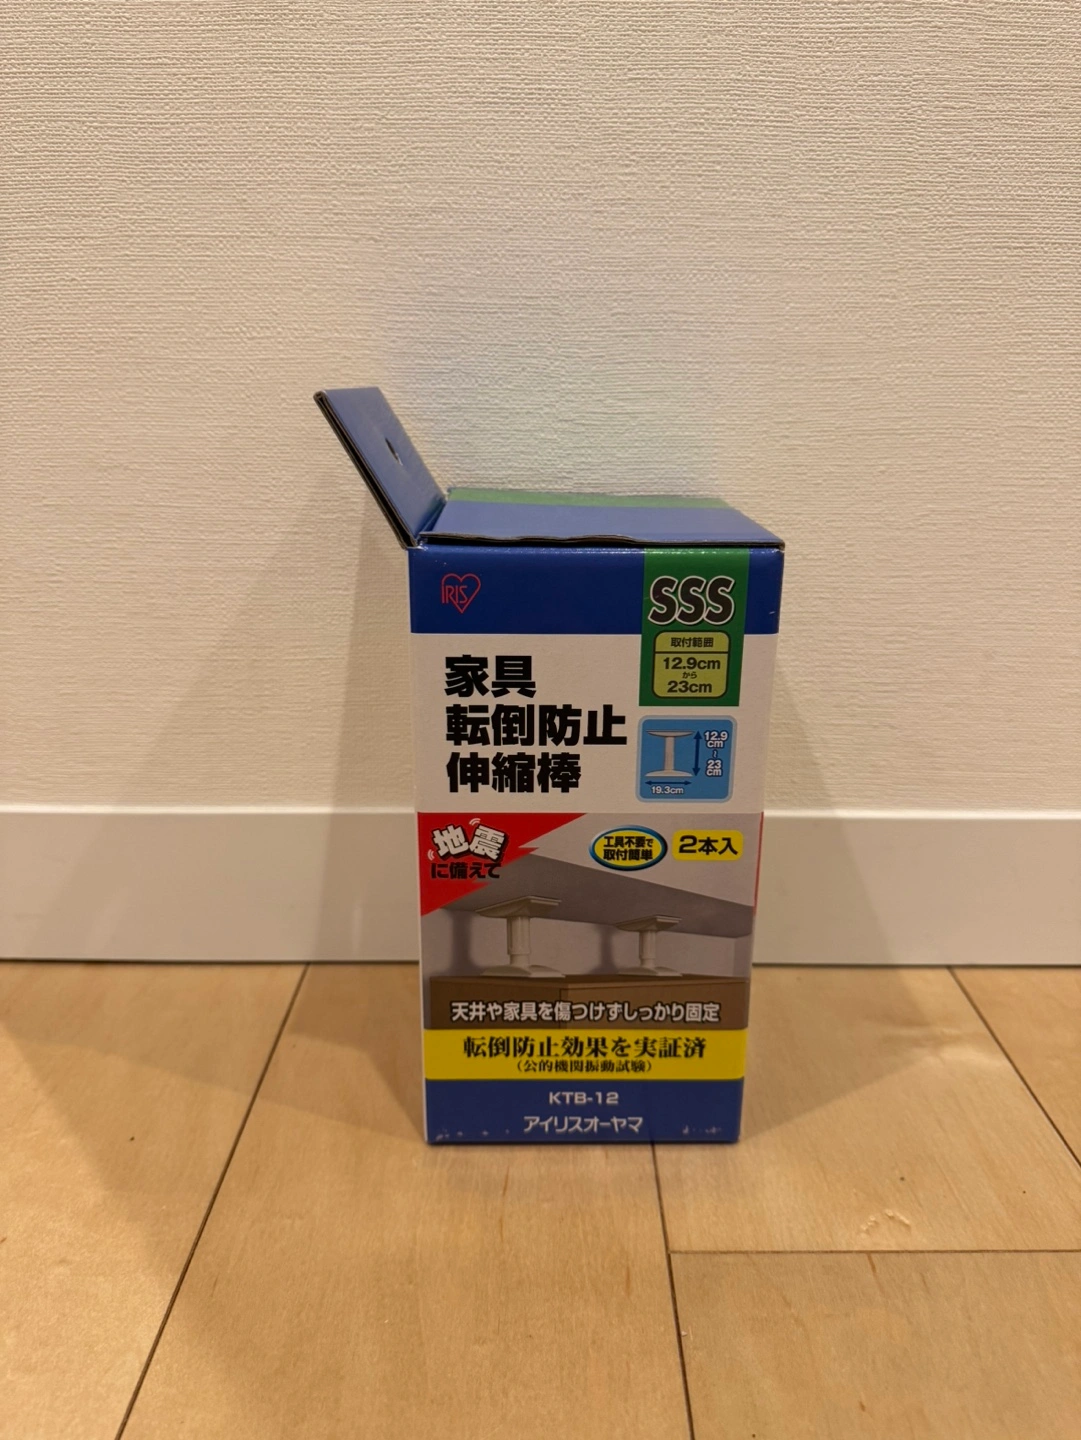 IRIS
SSS
取付範囲
12.9cm
から
23cm
家具
転倒防止
伸縮棒
12.9
cm
~
23
cm
19.3cm
地震
に備えて
工具不要で
取付簡単
2本入
天井や家具を傷つけずしっかり固定
転倒防止効果を実証済
(公的機関振動試験)
KTB-12
アイリスオーヤマ